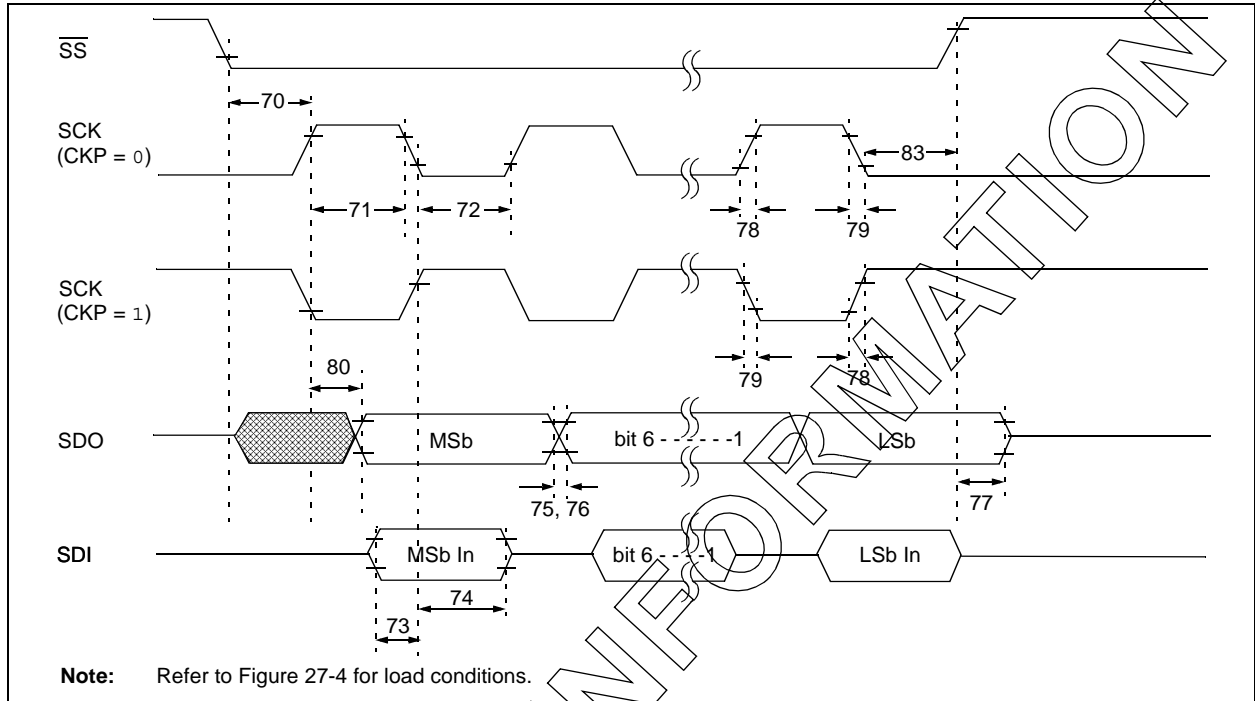 SS
70
SCK
(CKP = 0)
83
71
72
78
79
SCK
(CKP = 1)
79
78
80
SDO
MSb
bit 6 - - - - - -1
LSb
75, 76
77
SDI
MSb In
bit 6 - - - -1
LSb In
74
73
Note: Refer to Figure 27-4 for load conditions.
NFORMATION